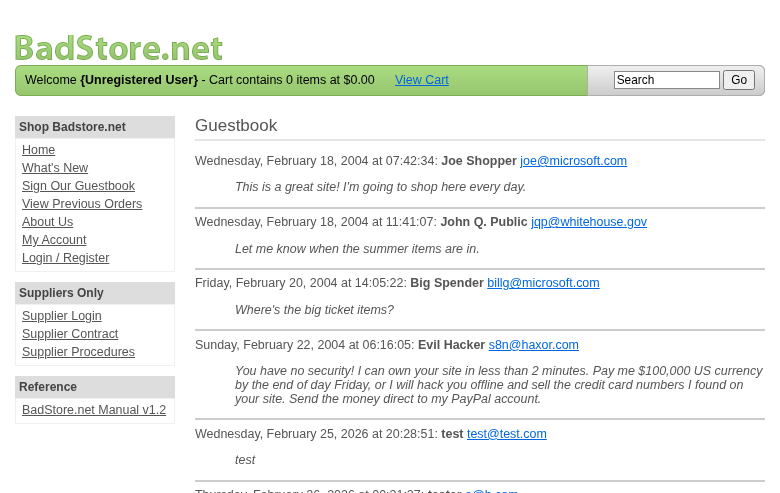 BadStore.net
Welcome {Unregistered User} - Cart contains 0 items at $0.00 View Cart Search Go
Shop Badstore.net
Home
What's New
Sign Our Guestbook
View Previous Orders
About Us
My Account
Login / Register
Suppliers Only
Supplier Login
Supplier Contract
Supplier Procedures
Reference
BadStore.net Manual v1.2
Guestbook
Wednesday, February 18, 2004 at 07:42:34: Joe Shopper joe@microsoft.com
This is a great site! I'm going to shop here every day.
Wednesday, February 18, 2004 at 11:41:07: John Q. Public jqp@whitehouse.gov
Let me know when the summer items are in.
Friday, February 20, 2004 at 14:05:22: Big Spender billg@microsoft.com
Where's the big ticket items?
Sunday, February 22, 2004 at 06:16:05: Evil Hacker s8n@haxor.com
You have no security! I can own your site in less than 2 minutes. Pay me $100,000 US currency
by the end of day Friday, or I will hack you offline and sell the credit card numbers I found on
your site. Send the money direct to my PayPal account.
Wednesday, February 25, 2026 at 20:28:51: test test@test.com
test